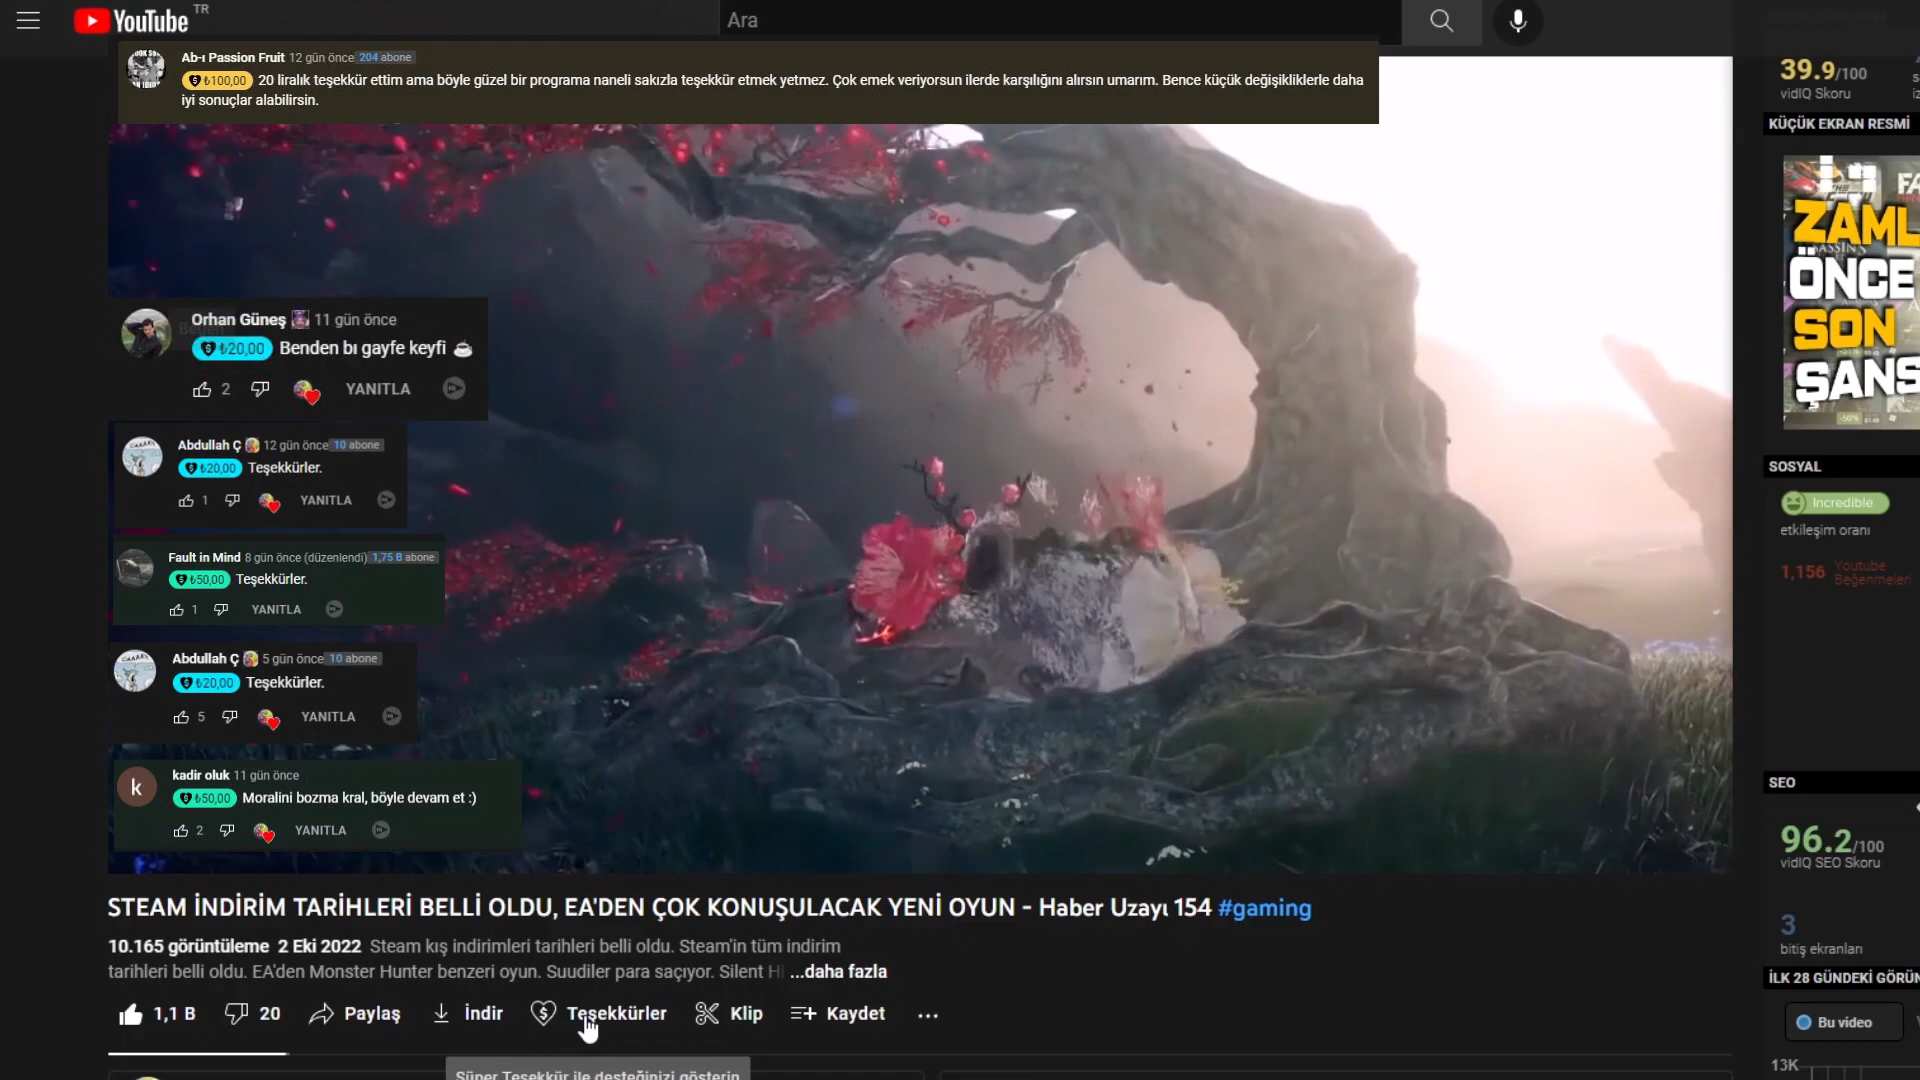 YouTube TR
Ara
Ab-ı Passion Fruit 12 gün önce 204 abone
₺100,00 20 liralık teşekkür ettim ama böyle güzel bir programa naneli sakızla teşekkür etmek yetmez. Çok emek veriyorsun ilerde karşılığını alırsın umarım. Bence küçük değişikliklerle daha
iyi sonuçlar alabilirsin.
Orhan Güneş 11 gün önce
₺20,00 Benden bı gayfe keyfi
2 YANITLA
Abdullah Ç 12 gün önce 10 abone
₺20,00 Teşekkürler.
1 YANITLA
Fault in Mind 8 gün önce (düzenlendi) 1,75 B abone
₺50,00 Teşekkürler.
1 YANITLA
Abdullah Ç 5 gün önce 10 abone
₺20,00 Teşekkürler.
5 YANITLA
k
kadir oluk 11 gün önce
₺50,00 Moralini bozma kral, böyle devam et :)
2 YANITLA
STEAM İNDİRİM TARİHLERİ BELLİ OLDU, EA'DEN ÇOK KONUŞULACAK YENİ OYUN - Haber Uzayı 154 #gaming
10.165 görüntüleme 2 Eki 2022 Steam kış indirimleri tarihleri belli oldu. Steam'in tüm indirim
tarihleri belli oldu. EA'den Monster Hunter benzeri oyun. Suudiler para saçıyor. Silent H ...daha fazla
1,1 B 20 Paylaş İndir Teşekkürler Klip Kaydet
Süper Teşekkür ile desteğinizi gösterin
39.9/100
vidIQ Skoru
KÜÇÜK EKRAN RESMİ
ZAML
ASSASSIN'S
ÖNCE
SON
ŞANS
-50%
SOSYAL
Incredible
etkileşim oranı
1,156 Youtube
Beğenmeleri
SEO
96.2/100
vidIQ SEO Skoru
3
bitiş ekranları
İLK 28 GÜNDEKİ GÖRÜN
Bu video
13K